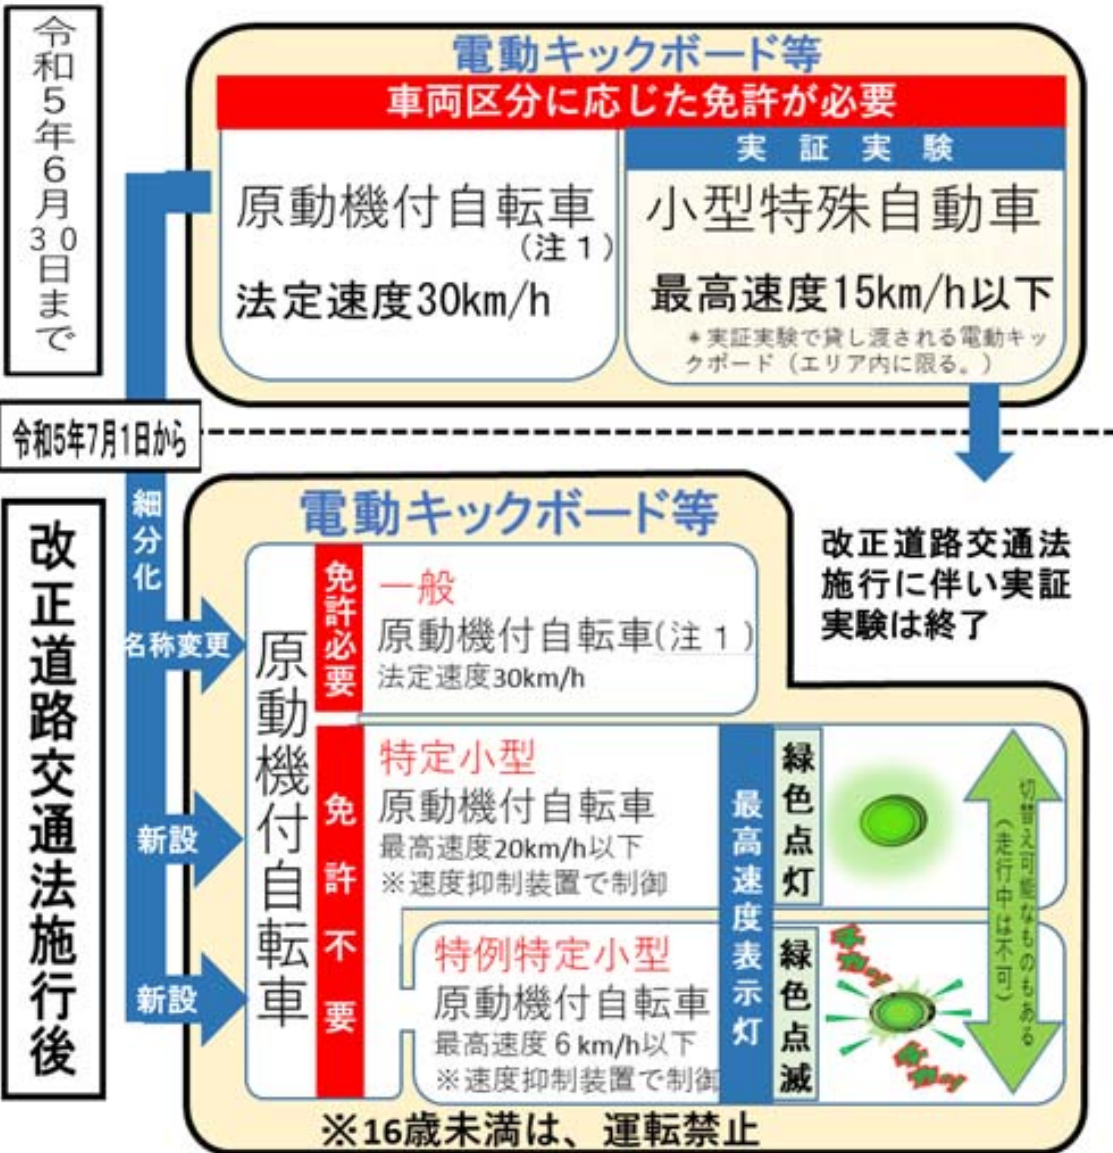 令和5年6月30日まで
電動キックボード等
車両区分に応じた免許が必要
原動機付自転車
(注1)
法定速度30km/h
実証実験
小型特殊自動車
最高速度15km/h以下
*実証実験で貸し渡される電動キッ
クボード（エリア内に限る。）
令和5年7月1日から
改正道路交通法施行後
細分化
名称変更
新設
新設
改正道路交通法
施行に伴い実証
実験は終了
電動キックボード等
原動機付自転車
免許必要
一般
原動機付自転車(注1)
法定速度30km/h
免許不要
特定小型
原動機付自転車
最高速度20km/h以下
※速度抑制装置で制御
特例特定小型
原動機付自転車
最高速度6km/h以下
※速度抑制装置で制御
最高速度表示灯
緑色点灯
緑色点滅
チカッ
チカッ
切替え可能なものもある
（走行中は不可）
※16歳未満は、運転禁止